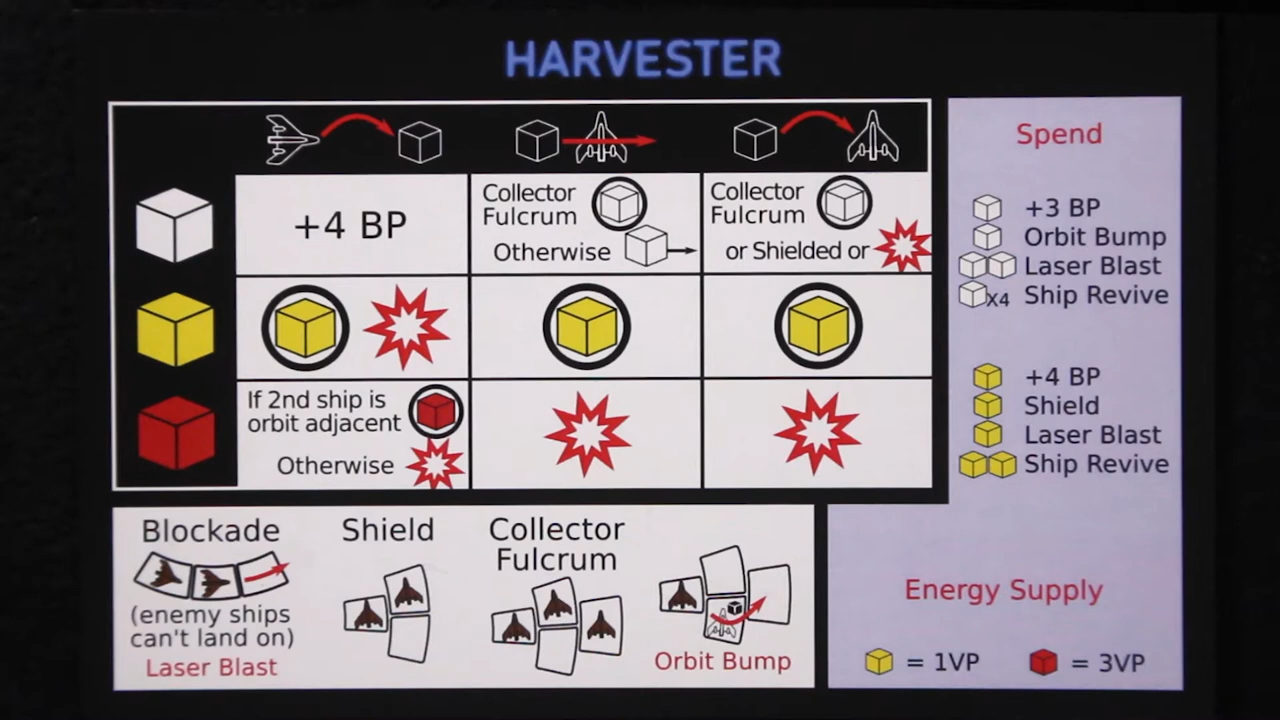 HARVESTER
+4 BP
Collector
Fulcrum
Otherwise
Collector
Fulcrum
or Shielded or
If 2nd ship is
orbit adjacent
Otherwise
Spend
+3 BP
Orbit Bump
Laser Blast
X4 Ship Revive
+4 BP
Shield
Laser Blast
Ship Revive
Blockade
(enemy ships
can't land on)
Laser Blast
Shield
Collector
Fulcrum
Orbit Bump
Energy Supply
= 1VP
= 3VP